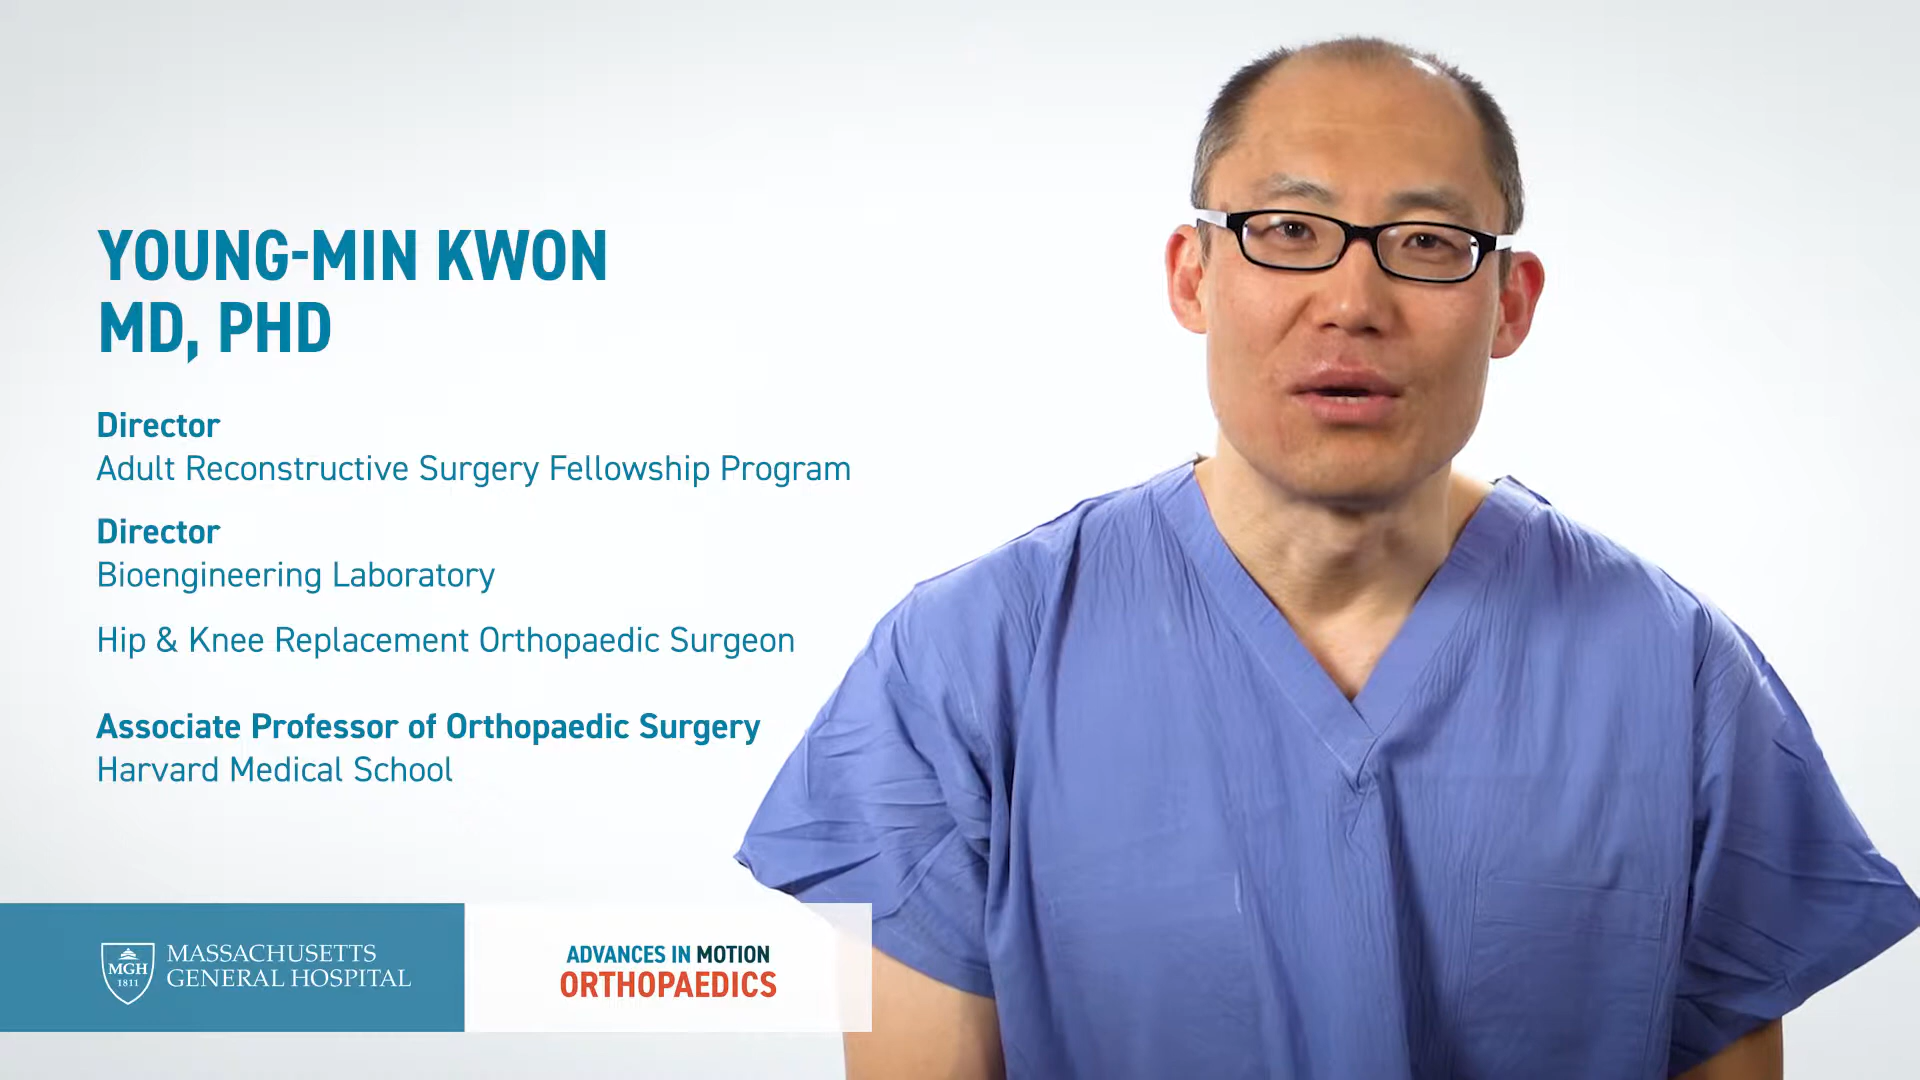 YOUNG-MIN KWON
MD, PHD
Director
Adult Reconstructive Surgery Fellowship Program
Director
Bioengineering Laboratory
Hip & Knee Replacement Orthopaedic Surgeon
Associate Professor of Orthopaedic Surgery
Harvard Medical School
MGH
1811
MASSACHUSETTS
GENERAL HOSPITAL
ADVANCES IN MOTION
ORTHOPAEDICS